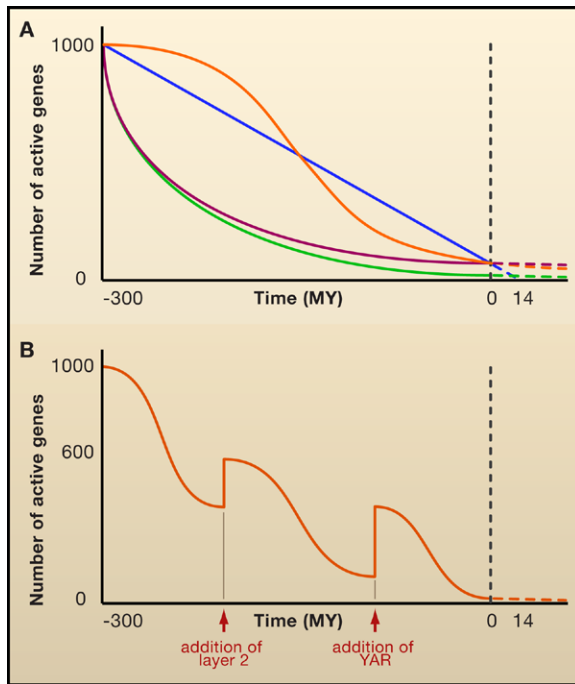 A
1000
Number of active genes
0
-300
Time (MY)
0
14
B
1000
600
Number of active genes
0
-300
Time (MY)
0
14
addition of
layer 2
addition of
YAR